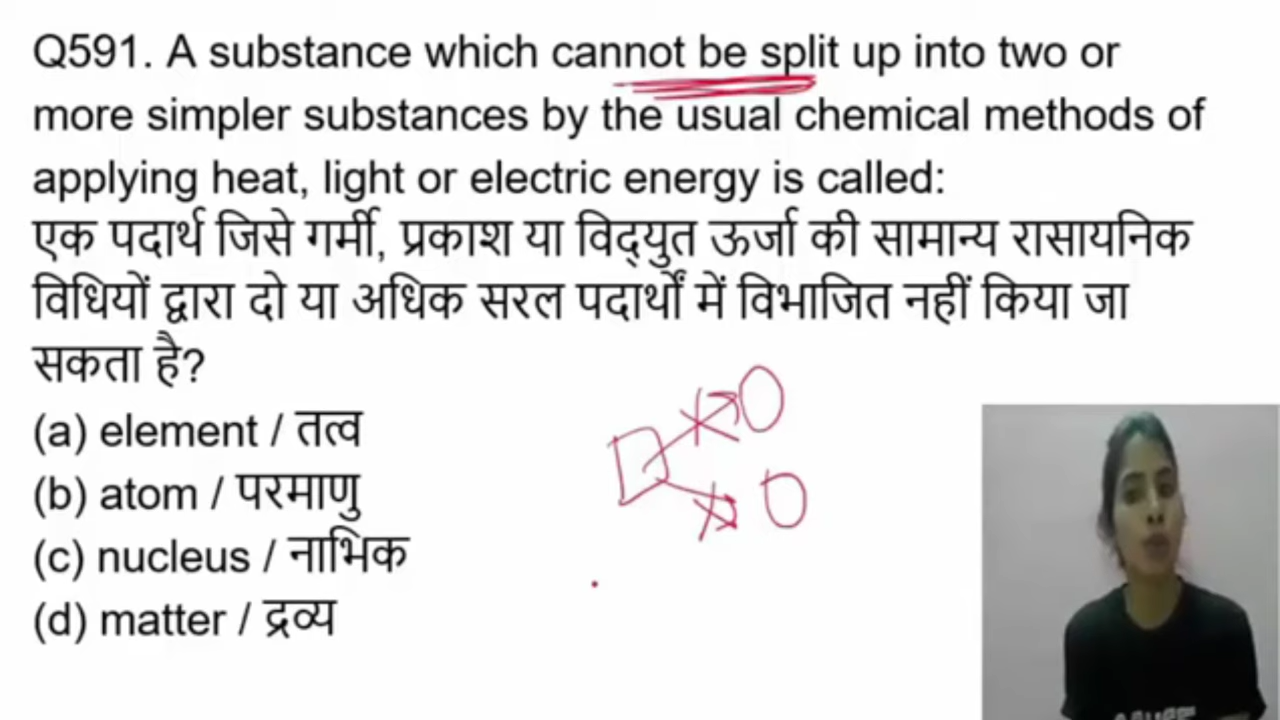 Q591. A substance which cannot be split up into two or
more simpler substances by the usual chemical methods of
applying heat, light or electric energy is called:
एक पदार्थ जिसे गर्मी, प्रकाश या विद्युत ऊर्जा की सामान्य रासायनिक
विधियों द्वारा दो या अधिक सरल पदार्थों में विभाजित नहीं किया जा
सकता है?
(a) element / तत्व
(b) atom / परमाणु
(c) nucleus / नाभिक
(d) matter / द्रव्य